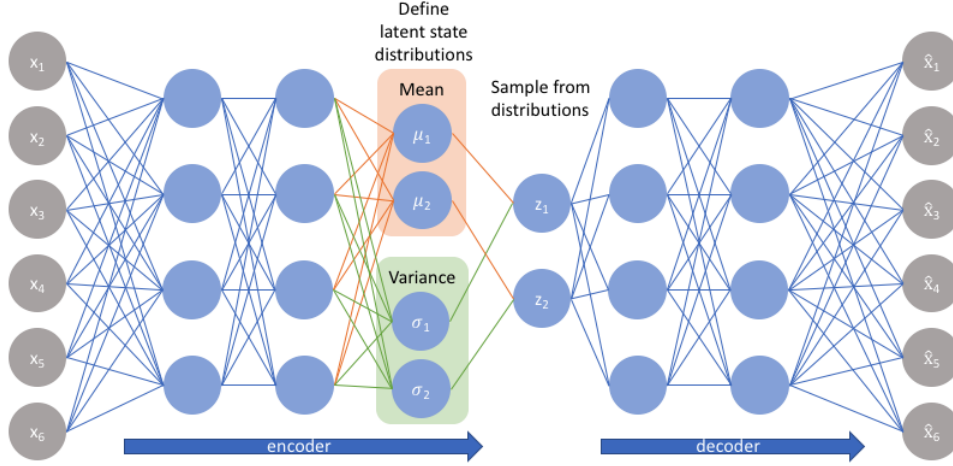 Define
latent state
distributions
Mean
Sample from
distributions
x₁
x₂
x₃
x₄
x₅
x₆
μ₁
μ₂
Variance
σ₁
σ₂
z₁
z₂
x̂₁
x̂₂
x̂₃
x̂₄
x̂₅
x̂₆
encoder
decoder